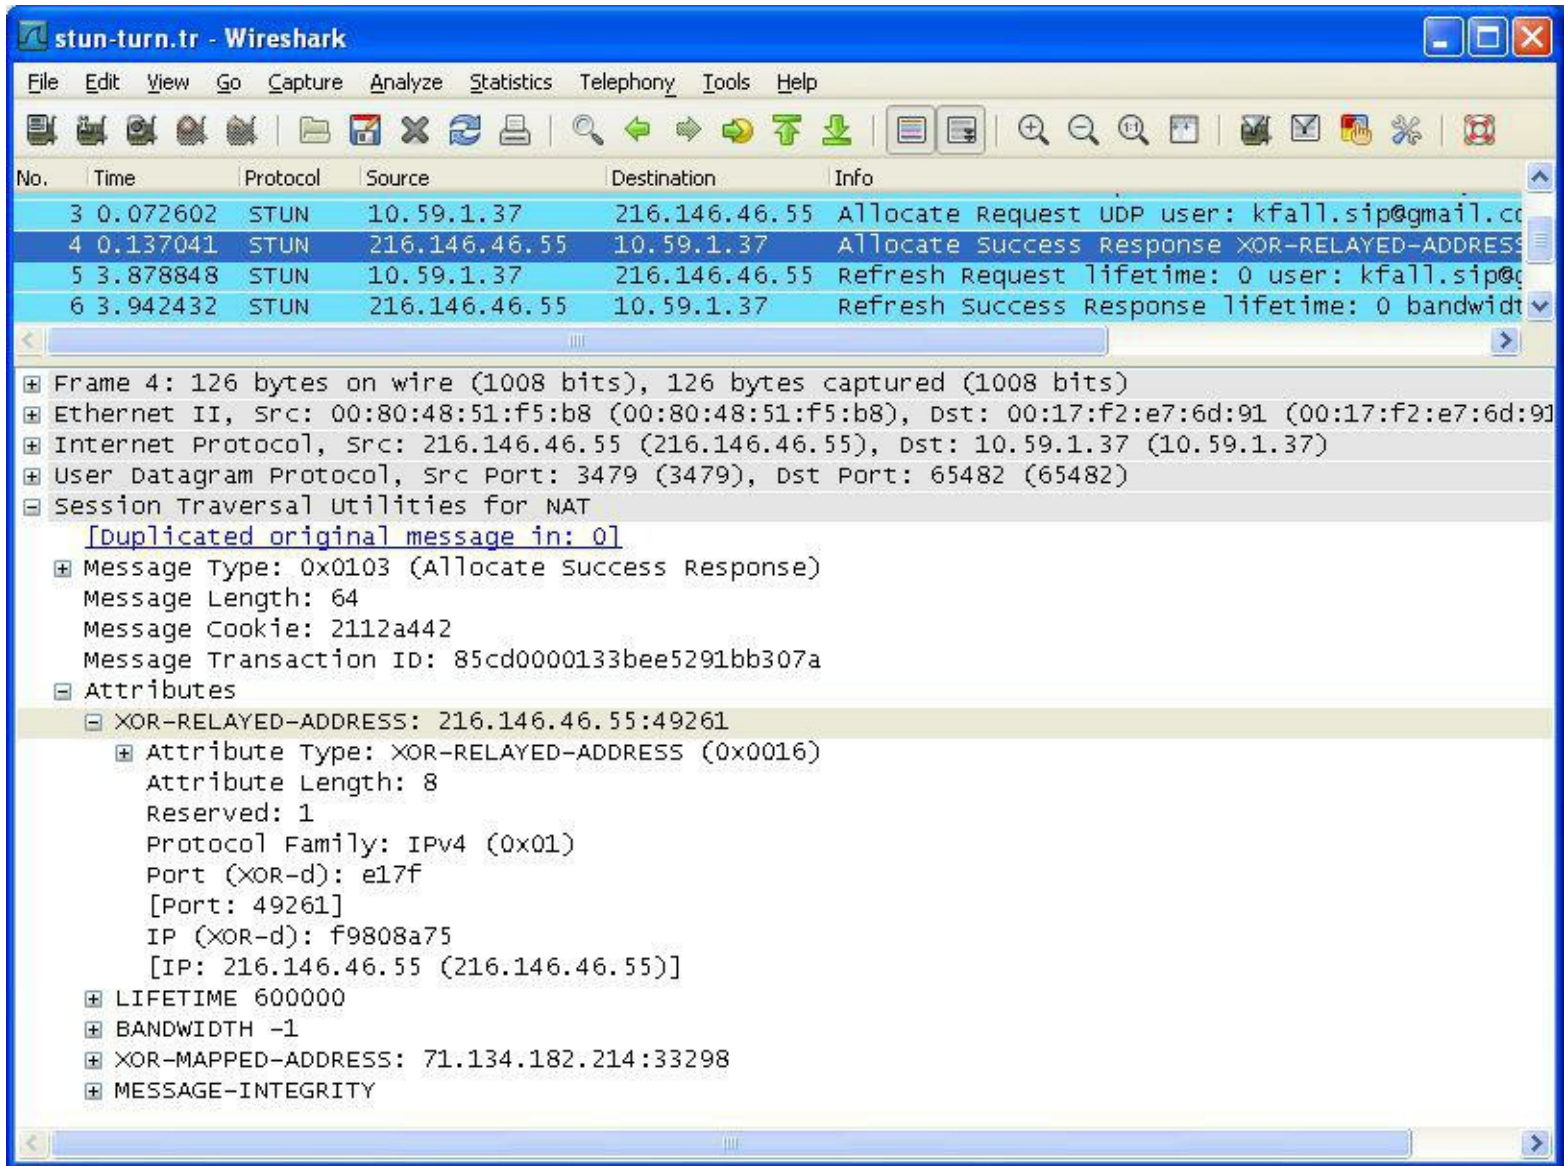 stun-turn.tr - Wireshark
File Edit View Go Capture Analyze Statistics Telephony Tools Help
No. Time Protocol Source Destination Info
3 0.072602 STUN 10.59.1.37 216.146.46.55 Allocate Request UDP user: kfall.sip@gmail.co
4 0.137041 STUN 216.146.46.55 10.59.1.37 Allocate Success Response XOR-RELAYED-ADDRESS
5 3.878848 STUN 10.59.1.37 216.146.46.55 Refresh Request lifetime: 0 user: kfall.sip@g
6 3.942432 STUN 216.146.46.55 10.59.1.37 Refresh Success Response lifetime: 0 bandwidt
Frame 4: 126 bytes on wire (1008 bits), 126 bytes captured (1008 bits)
Ethernet II, Src: 00:80:48:51:f5:b8 (00:80:48:51:f5:b8), Dst: 00:17:f2:e7:6d:91 (00:17:f2:e7:6d:91
Internet Protocol, Src: 216.146.46.55 (216.146.46.55), Dst: 10.59.1.37 (10.59.1.37)
User Datagram Protocol, Src Port: 3479 (3479), Dst Port: 65482 (65482)
Session Traversal Utilities for NAT
[Duplicated original message in: 0]
Message Type: 0x0103 (Allocate Success Response)
Message Length: 64
Message Cookie: 2112a442
Message Transaction ID: 85cd0000133bee5291bb307a
Attributes
XOR-RELAYED-ADDRESS: 216.146.46.55:49261
Attribute Type: XOR-RELAYED-ADDRESS (0x0016)
Attribute Length: 8
Reserved: 1
Protocol Family: IPv4 (0x01)
Port (XOR-d): e17f
[Port: 49261]
IP (XOR-d): f9808a75
[IP: 216.146.46.55 (216.146.46.55)]
LIFETIME 600000
BANDWIDTH -1
XOR-MAPPED-ADDRESS: 71.134.182.214:33298
MESSAGE-INTEGRITY